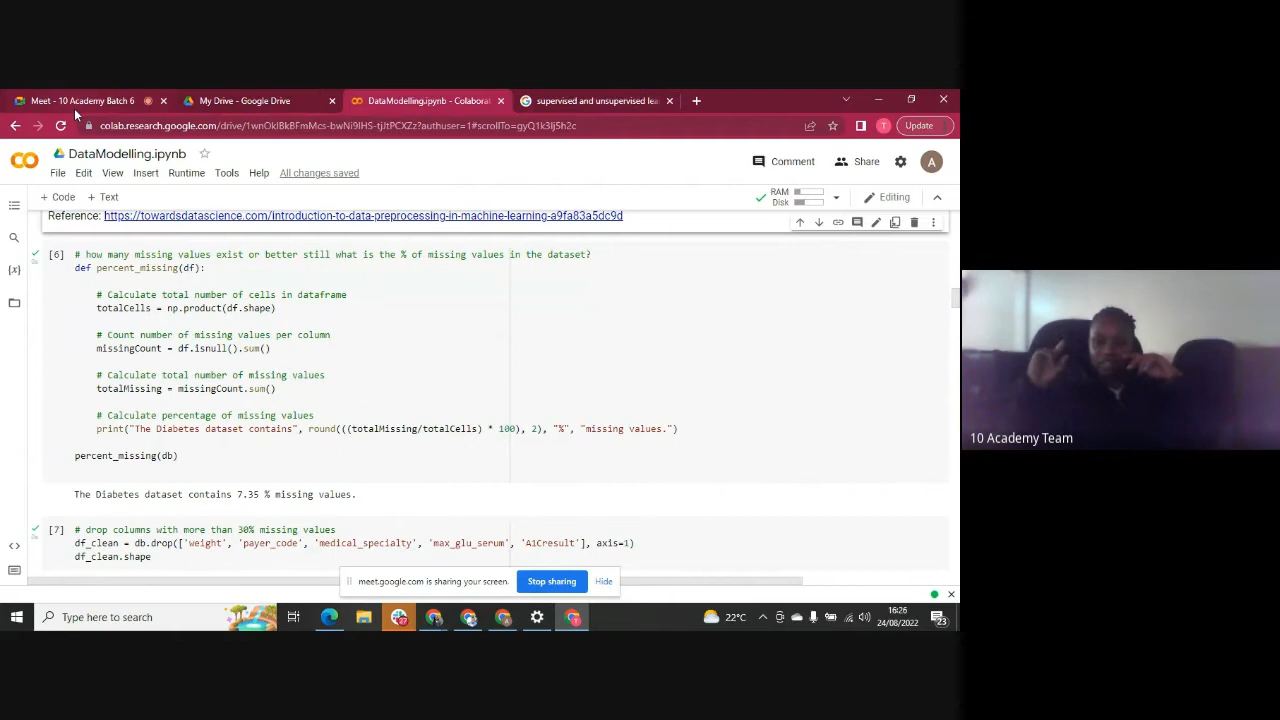 Meet - 10 Academy Batch 6
My Drive - Google Drive
DataModelling.ipynb - Colaborat
supervised and unsupervised lea
colab.research.google.com/drive/1wnOkIBkBFmMcs-bwNi9IHS-tjJtPCXZz?authuser=1#scrollTo=gyQ1k3Ij5h2c
T
Update
DataModelling.ipynb
Comment
Share
A
File Edit View Insert Runtime Tools Help All changes saved
+ Code + Text
RAM
Disk
Editing
Reference: https://towardsdatascience.com/introduction-to-data-preprocessing-in-machine-learning-a9fa83a5dc9d
[6] # how many missing values exist or better still what is the % of missing values in the dataset?
def percent_missing(df):
# Calculate total number of cells in dataframe
totalCells = np.product(df.shape)
# Count number of missing values per column
missingCount = df.isnull().sum()
# Calculate total number of missing values
totalMissing = missingCount.sum()
# Calculate percentage of missing values
print("The Diabetes dataset contains", round(((totalMissing/totalCells) * 100), 2), "%", "missing values.")
percent_missing(db)
The Diabetes dataset contains 7.35 % missing values.
[7] # drop columns with more than 30% missing values
df_clean = db.drop(['weight', 'payer_code', 'medical_specialty', 'max_glu_serum', 'A1Cresult'], axis=1)
df_clean.shape
meet.google.com is sharing your screen.
Stop sharing
Hide
Type here to search
27
22°C
16:26
24/08/2022
23
10 Academy Team